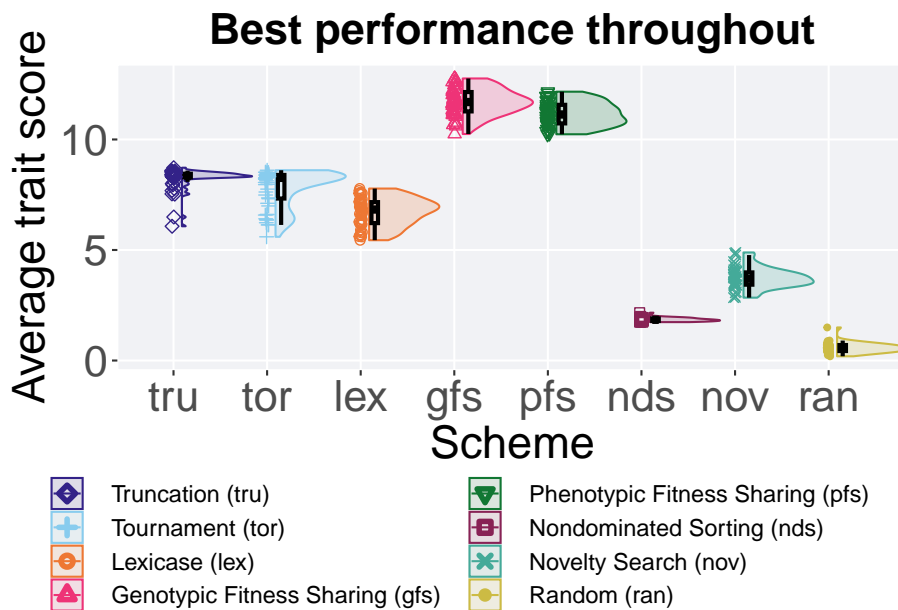 Best performance throughout
Average trait score
10
5
0
tru tor lex gfs pfs nds nov ran
Scheme
Truncation (tru)
Tournament (tor)
Lexicase (lex)
Genotypic Fitness Sharing (gfs)
Phenotypic Fitness Sharing (pfs)
Nondominated Sorting (nds)
Novelty Search (nov)
Random (ran)